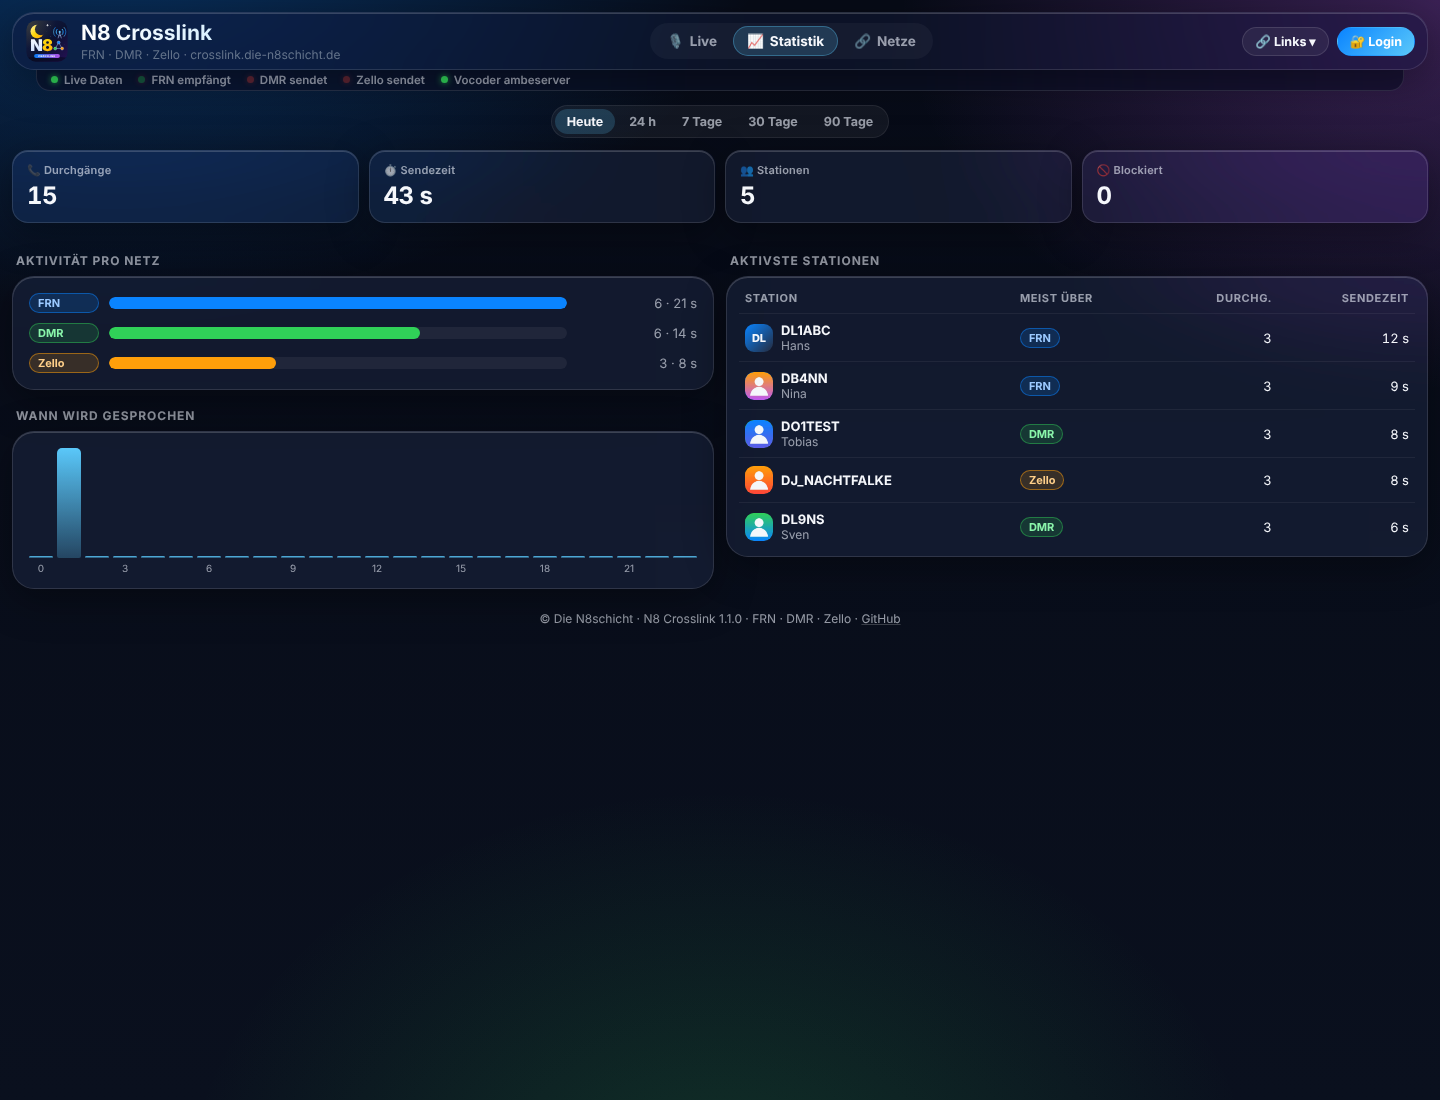 N8 Crosslink
FRN · DMR · Zello · crosslink.die-n8schicht.de
N8
Live
Statistik
Netze
Links ▾
Login
Live Daten
FRN empfängt
DMR sendet
Zello sendet
Vocoder ambeserver
Heute
24 h
7 Tage
30 Tage
90 Tage
Durchgänge
15
Sendezeit
43 s
Stationen
5
Blockiert
0
AKTIVITÄT PRO NETZ
FRN 6 · 21 s
DMR 6 · 14 s
Zello 3 · 8 s
WANN WIRD GESPROCHEN
0 3 6 9 12 15 18 21
AKTIVSTE STATIONEN
STATION MEIST ÜBER DURCHG. SENDEZEIT
DL DL1ABC FRN 3 12 s
Hans
DB4NN FRN 3 9 s
Nina
DO1TEST DMR 3 8 s
Tobias
DJ_NACHTFALKE Zello 3 8 s
DL9NS DMR 3 6 s
Sven
© Die N8schicht · N8 Crosslink 1.1.0 · FRN · DMR · Zello · GitHub